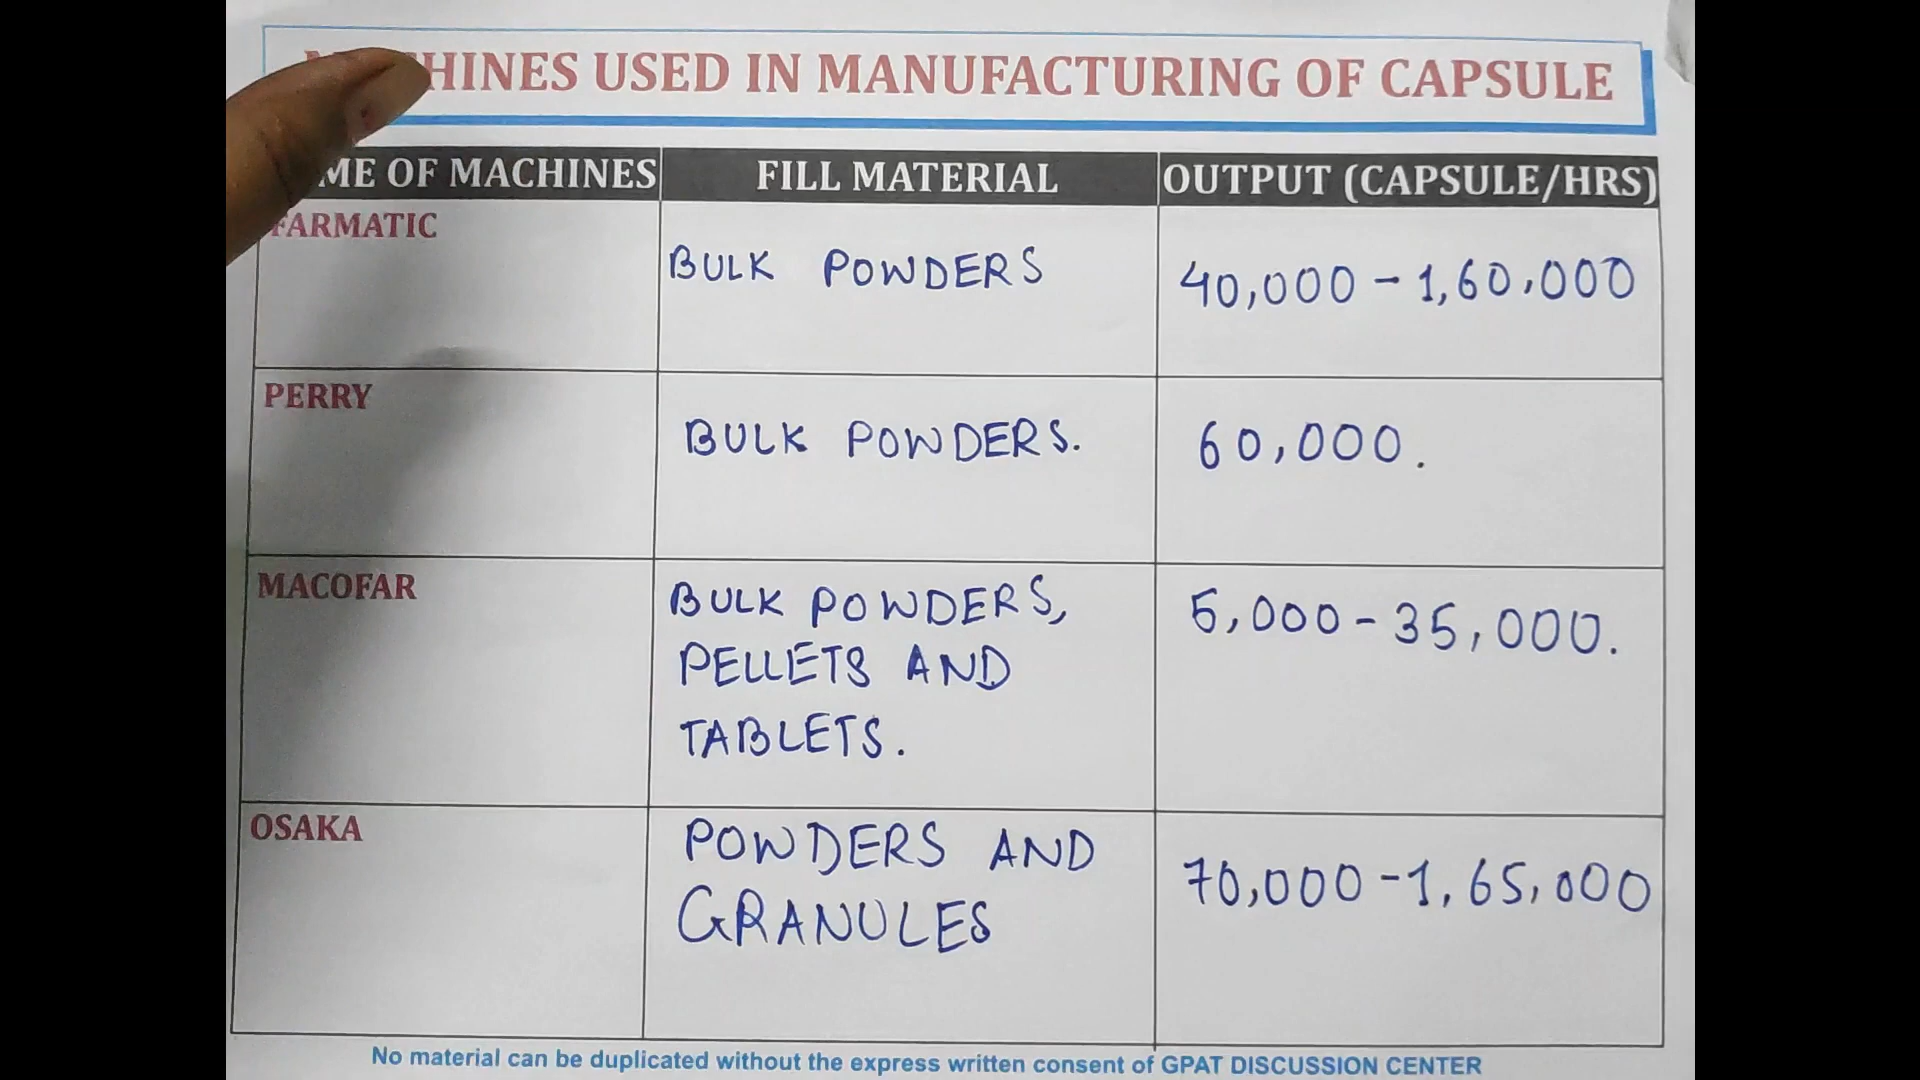 HINES USED IN MANUFACTURING OF CAPSULE
ME OF MACHINES FILL MATERIAL OUTPUT (CAPSULE/HRS)
FARMATIC
BULK POWDERS 40,000 - 1,60,000
PERRY
BULK POWDERS. 60,000.
MACOFAR
BULK POWDERS, 5,000 - 35,000.
PELLETS AND
TABLETS.
OSAKA
POWDERS AND
GRANULES 70,000 - 1,65,000
No material can be duplicated without the express written consent of GPAT DISCUSSION CENTER